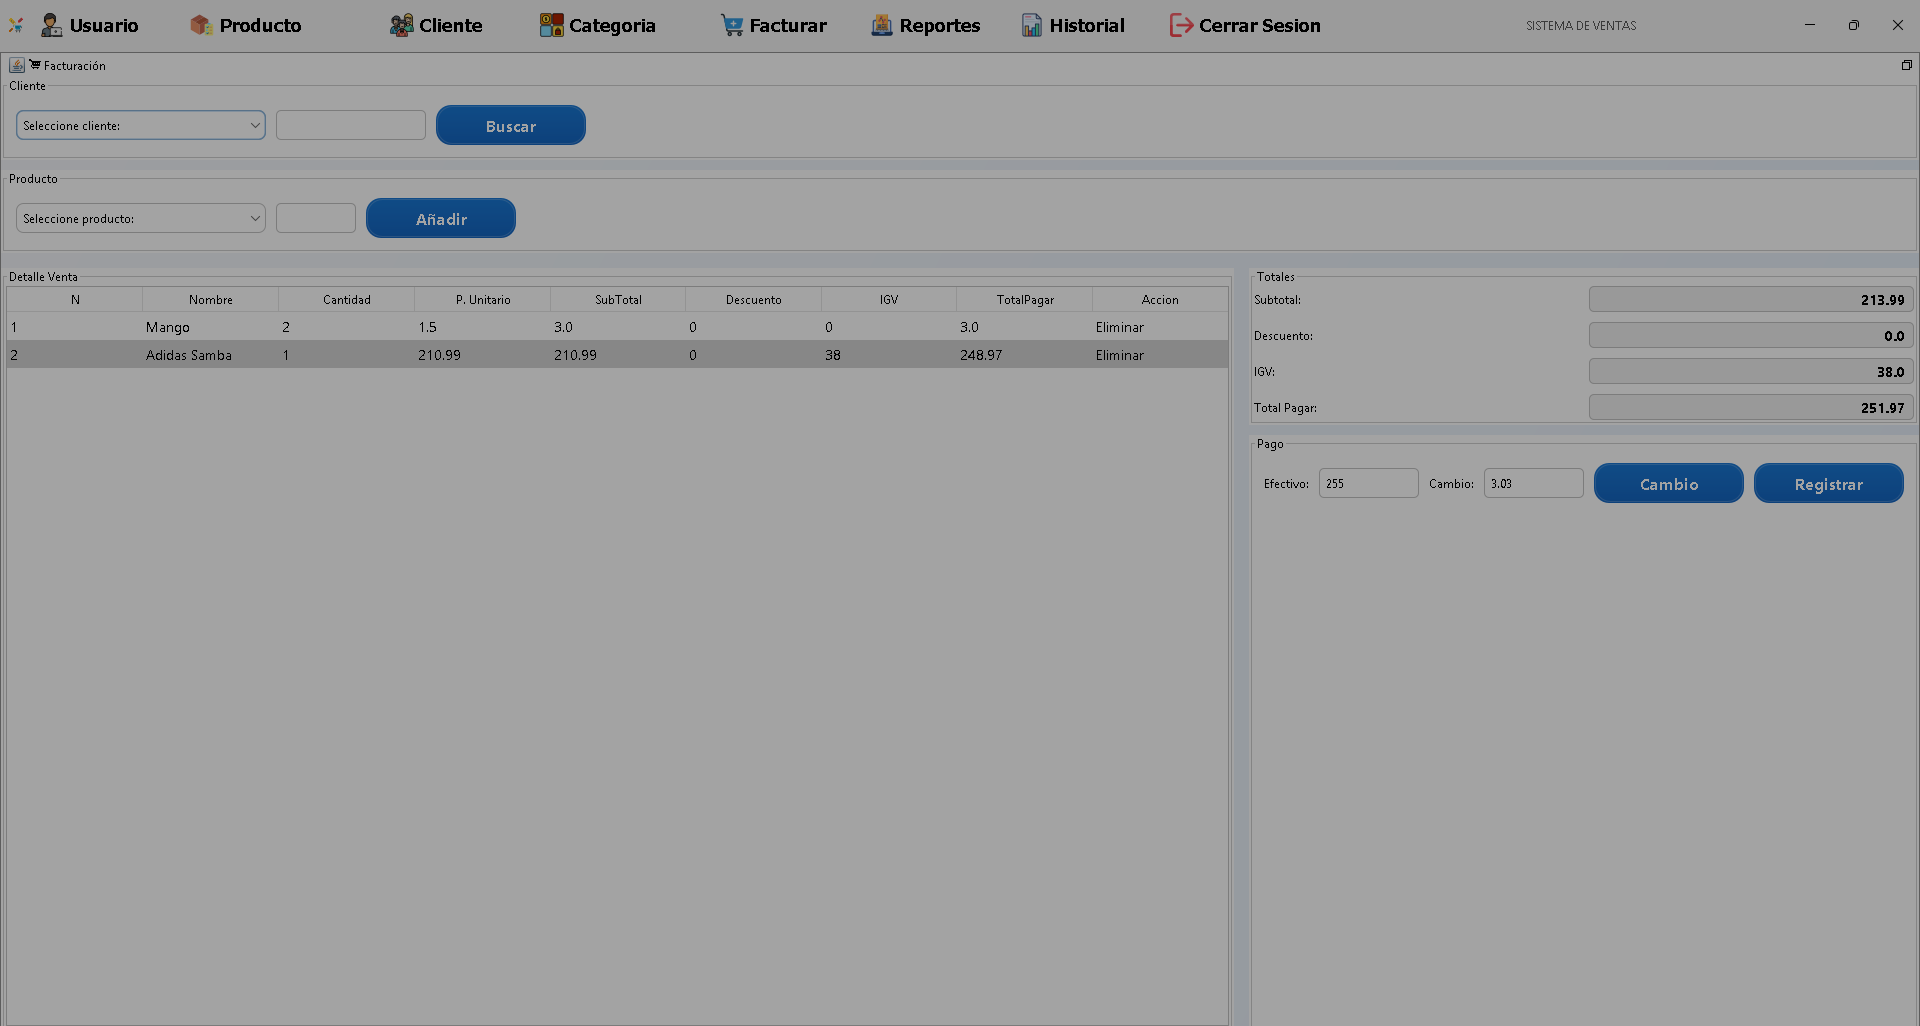 Usuario Producto Cliente Categoria Facturar Reportes Historial Cerrar Sesion SISTEMA DE VENTAS
Facturación
Cliente
Seleccione cliente: Buscar
Producto
Seleccione producto: Añadir
Detalle Venta
N Nombre Cantidad P. Unitario SubTotal Descuento IGV TotalPagar Accion
1 Mango 2 1.5 3.0 0 0 3.0 Eliminar
2 Adidas Samba 1 210.99 210.99 0 38 248.97 Eliminar
Totales
Subtotal: 213.99
Descuento: 0.0
IGV: 38.0
Total Pagar: 251.97
Pago
Efectivo: 255 Cambio: 3.03 Cambio Registrar